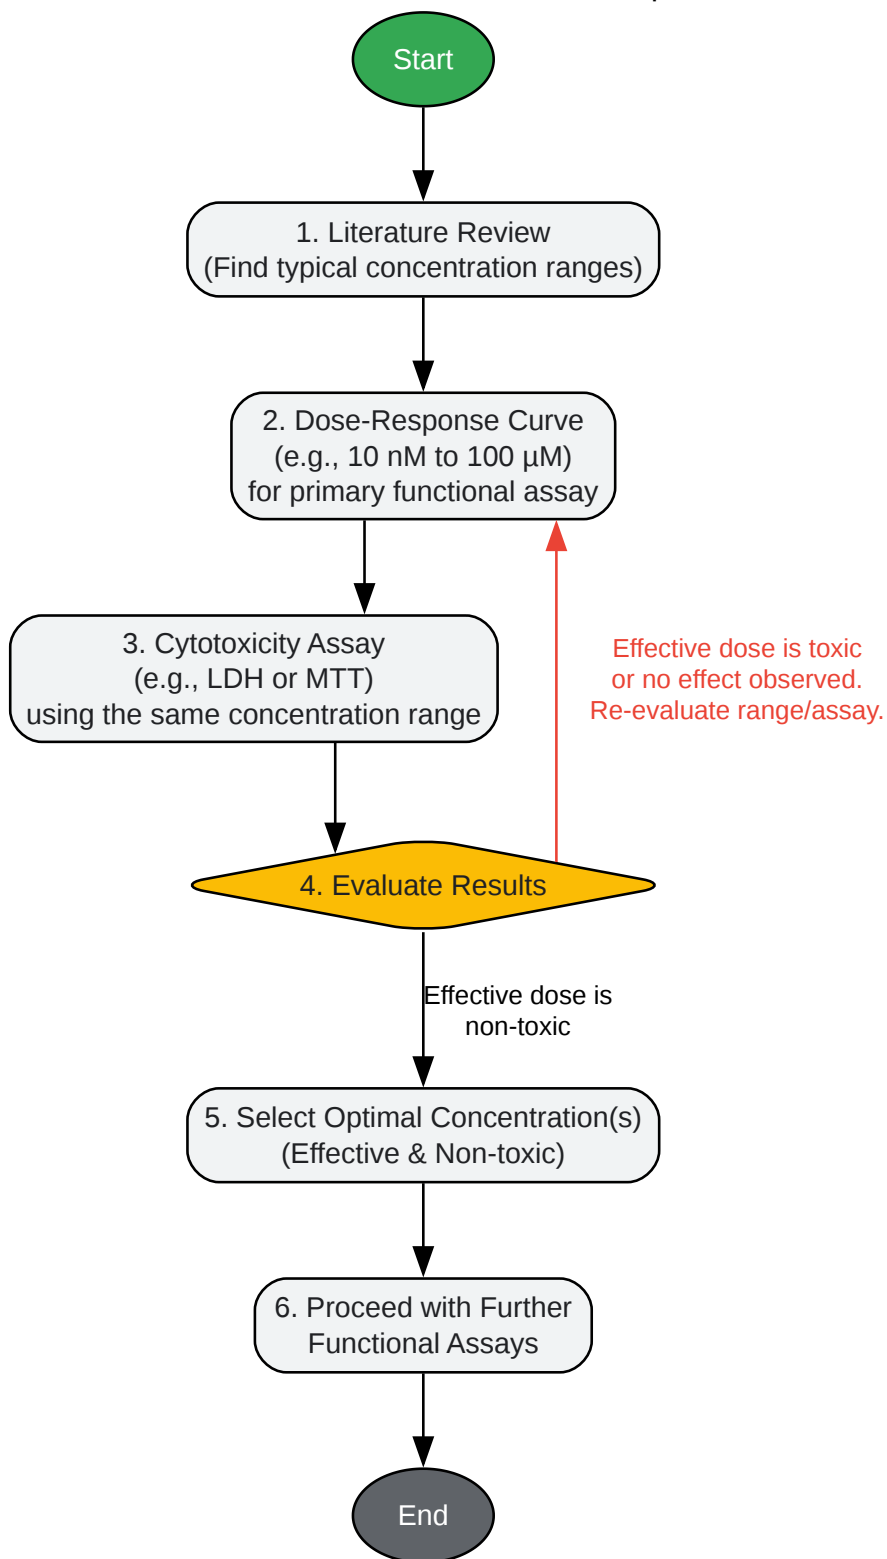 Start
1. Literature Review
(Find typical concentration ranges)
2. Dose-Response Curve
(e.g., 10 nM to 100 µM)
for primary functional assay
3. Cytotoxicity Assay
(e.g., LDH or MTT)
using the same concentration range
Effective dose is toxic
or no effect observed.
Re-evaluate range/assay.
4. Evaluate Results
Effective dose is
non-toxic
5. Select Optimal Concentration(s)
(Effective & Non-toxic)
6. Proceed with Further
Functional Assays
End